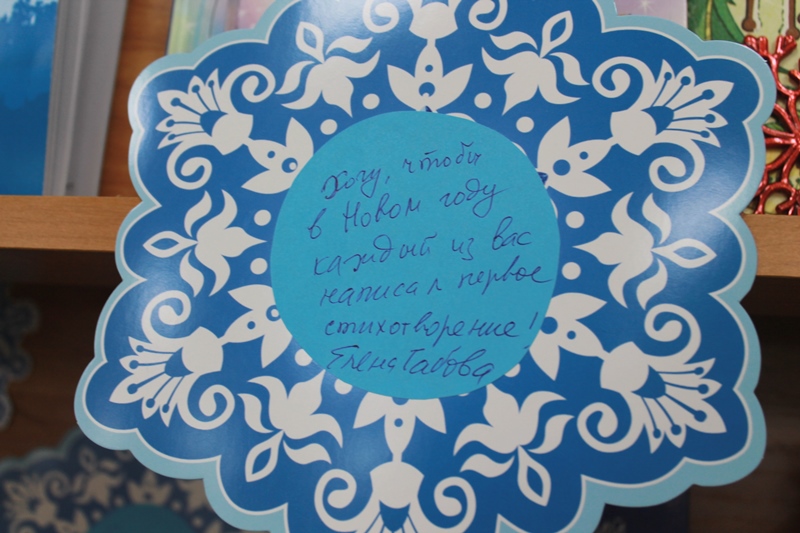 Хочу, чтобы
в Новом году
каждый из вас
написал первое
стихотворение!
Елена Габова